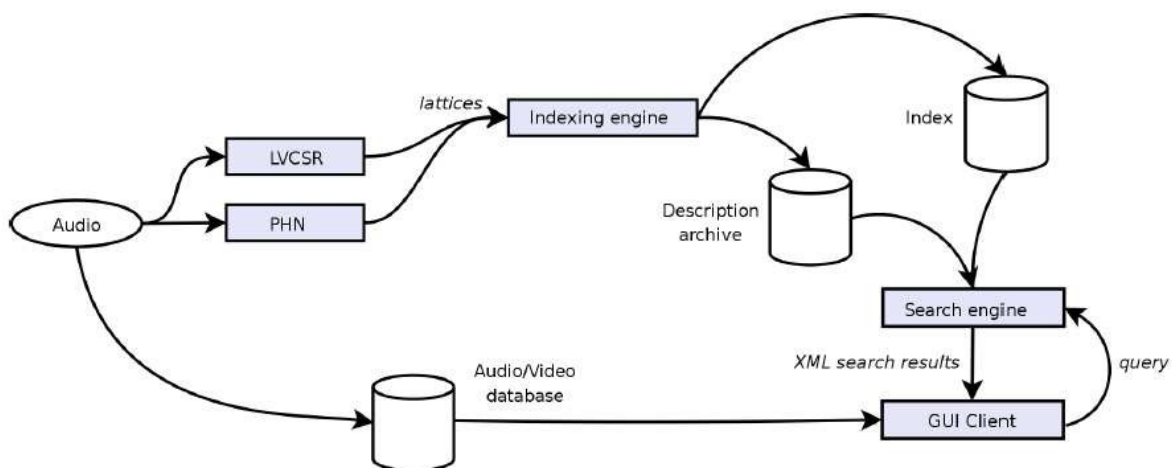 lattices
Indexing engine
Index
LVCSR
PHN
Audio
Description
archive
Search engine
XML search results
query
Audio/Video
database
GUI Client